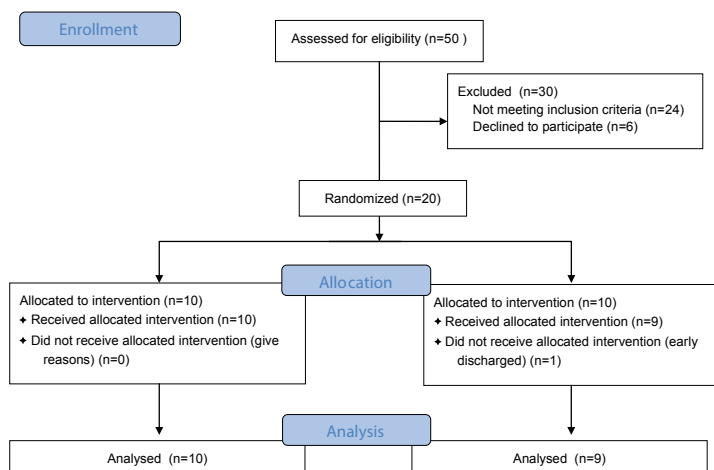 Enrollment
Assessed for eligibility (n=50 )
Excluded (n=30)
Not meeting inclusion criteria (n=24)
Declined to participate (n=6)
Randomized (n=20)
Allocation
Allocated to intervention (n=10)
✦ Received allocated intervention (n=10)
✦ Did not receive allocated intervention (give
reasons) (n=0)
Allocated to intervention (n=10)
✦ Received allocated intervention (n=9)
✦ Did not receive allocated intervention (early
discharged) (n=1)
Analysis
Analysed (n=10)
Analysed (n=9)